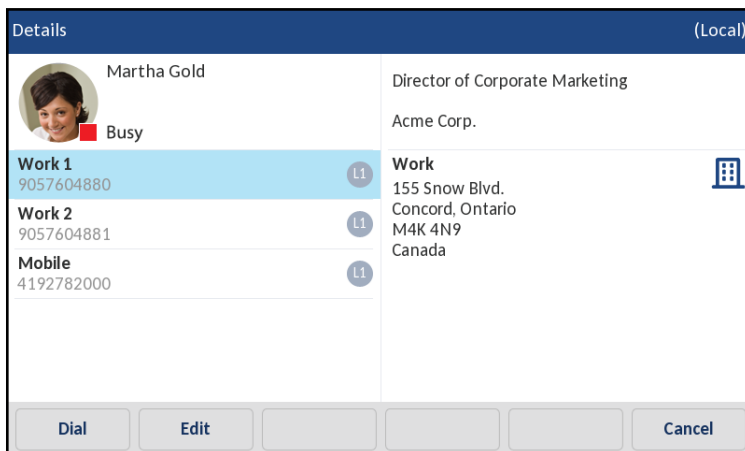 Details
(Local)
Martha Gold
Busy
Work 1
9057604880
L1
Work 2
9057604881
L1
Mobile
4192782000
L1
Director of Corporate Marketing
Acme Corp.
Work
155 Snow Blvd.
Concord, Ontario
M4K 4N9
Canada
Dial
Edit
Cancel